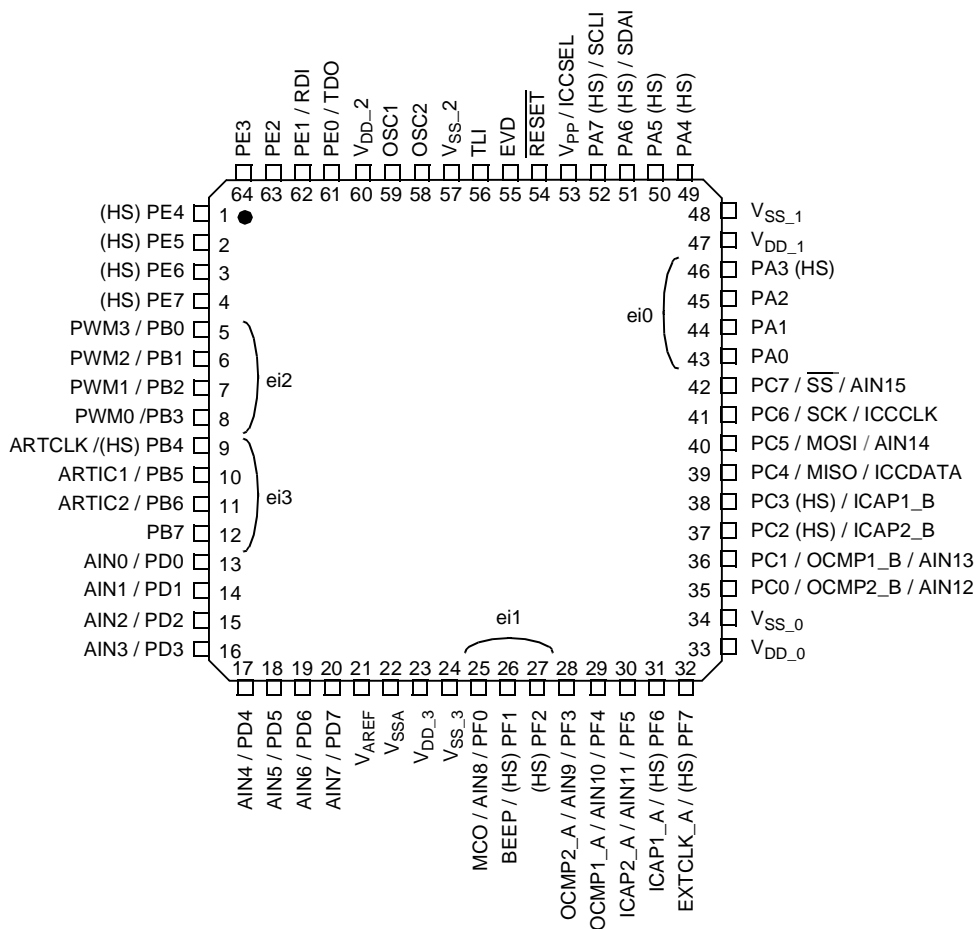 PE3
PE2
PE1 / RDI
PE0 / TDO
VDD_2
OSC1
OSC2
VSS_2
TLI
EVD
RESET
VPP / ICCSEL
PA7 (HS) / SCLI
PA6 (HS) / SDAI
PA5 (HS)
PA4 (HS)
64 63 62 61 60 59 58 57 56 55 54 53 52 51 50 49
(HS) PE4 1
(HS) PE5 2
(HS) PE6 3
(HS) PE7 4
PWM3 / PB0 5
PWM2 / PB1 6
PWM1 / PB2 7
PWM0 /PB3 8
ei2
ARTCLK /(HS) PB4 9
ARTIC1 / PB5 10
ARTIC2 / PB6 11
PB7 12
ei3
AIN0 / PD0 13
AIN1 / PD1 14
AIN2 / PD2 15
AIN3 / PD3 16
48 VSS_1
47 VDD_1
46 PA3 (HS)
45 PA2
44 PA1
43 PA0
ei0
42 PC7 / SS / AIN15
41 PC6 / SCK / ICCCLK
40 PC5 / MOSI / AIN14
39 PC4 / MISO / ICCDATA
38 PC3 (HS) / ICAP1_B
37 PC2 (HS) / ICAP2_B
36 PC1 / OCMP1_B / AIN13
35 PC0 / OCMP2_B / AIN12
34 VSS_0
33 VDD_0
ei1
17 18 19 20 21 22 23 24 25 26 27 28 29 30 31 32
AIN4 / PD4
AIN5 / PD5
AIN6 / PD6
AIN7 / PD7
VAREF
VSSA
VDD_3
VSS_3
MCO / AIN8 / PF0
BEEP / (HS) PF1
(HS) PF2
OCMP2_A / AIN9 / PF3
OCMP1_A / AIN10 / PF4
ICAP2_A / AIN11 / PF5
ICAP1_A / (HS) PF6
EXTCLK_A / (HS) PF7